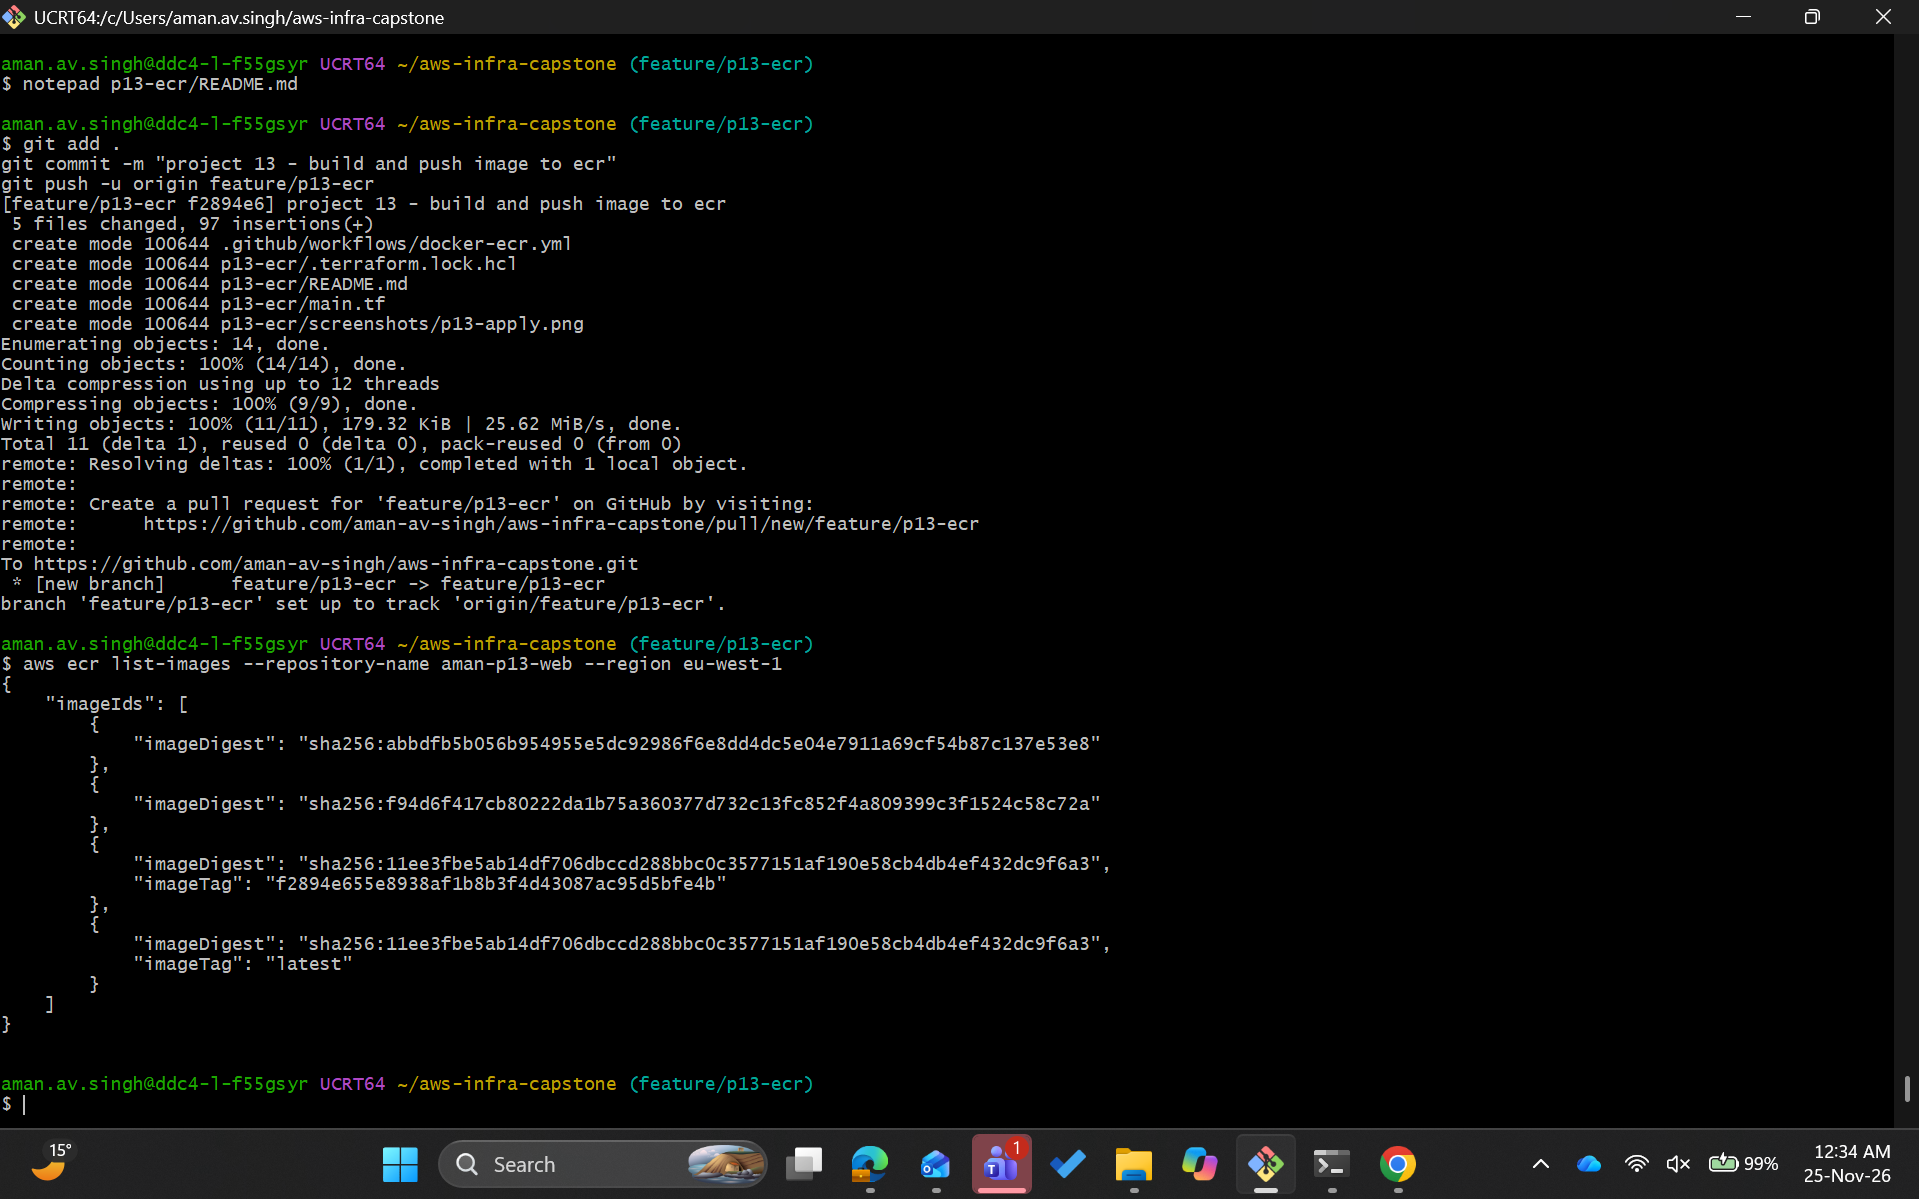 UCRT64:/c/Users/aman.av.singh/aws-infra-capstone
aman.av.singh@ddc4-l-f55gsyr UCRT64 ~/aws-infra-capstone (feature/p13-ecr)
$ notepad p13-ecr/README.md
aman.av.singh@ddc4-l-f55gsyr UCRT64 ~/aws-infra-capstone (feature/p13-ecr)
$ git add .
git commit -m "project 13 - build and push image to ecr"
git push -u origin feature/p13-ecr
[feature/p13-ecr f2894e6] project 13 - build and push image to ecr
 5 files changed, 97 insertions(+)
 create mode 100644 .github/workflows/docker-ecr.yml
 create mode 100644 p13-ecr/.terraform.lock.hcl
 create mode 100644 p13-ecr/README.md
 create mode 100644 p13-ecr/main.tf
 create mode 100644 p13-ecr/screenshots/p13-apply.png
Enumerating objects: 14, done.
Counting objects: 100% (14/14), done.
Delta compression using up to 12 threads
Compressing objects: 100% (9/9), done.
Writing objects: 100% (11/11), 179.32 KiB | 25.62 MiB/s, done.
Total 11 (delta 1), reused 0 (delta 0), pack-reused 0 (from 0)
remote: Resolving deltas: 100% (1/1), completed with 1 local object.
remote:
remote: Create a pull request for 'feature/p13-ecr' on GitHub by visiting:
remote:      https://github.com/aman-av-singh/aws-infra-capstone/pull/new/feature/p13-ecr
remote:
To https://github.com/aman-av-singh/aws-infra-capstone.git
 * [new branch]      feature/p13-ecr -> feature/p13-ecr
branch 'feature/p13-ecr' set up to track 'origin/feature/p13-ecr'.
aman.av.singh@ddc4-l-f55gsyr UCRT64 ~/aws-infra-capstone (feature/p13-ecr)
$ aws ecr list-images --repository-name aman-p13-web --region eu-west-1
{
    "imageIds": [
        {
            "imageDigest": "sha256:abbdfb5b056b954955e5dc92986f6e8dd4dc5e04e7911a69cf54b87c137e53e8"
        },
        {
            "imageDigest": "sha256:f94d6f417cb80222da1b75a360377d732c13fc852f4a809399c3f1524c58c72a"
        },
        {
            "imageDigest": "sha256:11ee3fbe5ab14df706dbccd288bbc0c3577151af190e58cb4db4ef432dc9f6a3",
            "imageTag": "f2894e655e8938af1b8b3f4d43087ac95d5bfe4b"
        },
        {
            "imageDigest": "sha256:11ee3fbe5ab14df706dbccd288bbc0c3577151af190e58cb4db4ef432dc9f6a3",
            "imageTag": "latest"
        }
    ]
}
aman.av.singh@ddc4-l-f55gsyr UCRT64 ~/aws-infra-capstone (feature/p13-ecr)
$
15°
Search
1
99%
12:34 AM
25-Nov-26